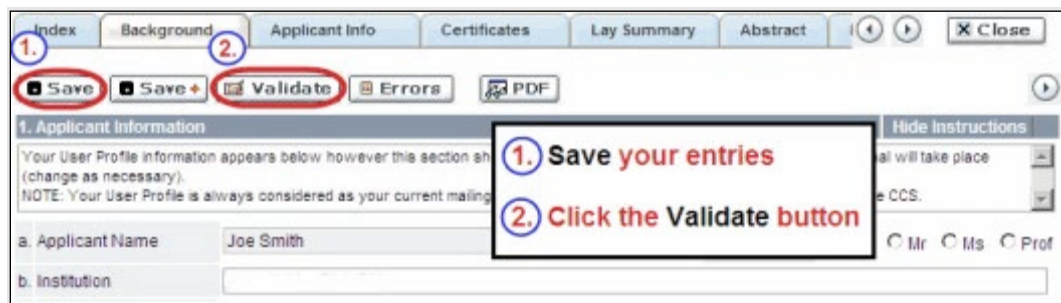 Index Background Applicant Info Certificates Lay Summary Abstract Close
1. 2.
Save Save+ Validate Errors PDF
1. Applicant Information Hide Instructions
Your User Profile information appears below however this section sh al will take place
(change as necessary).
NOTE: Your User Profile is always considered as your current mailing e CCS.
1. Save your entries
2. Click the Validate button
a. Applicant Name Joe Smith Mr Ms Prof
b. Institution